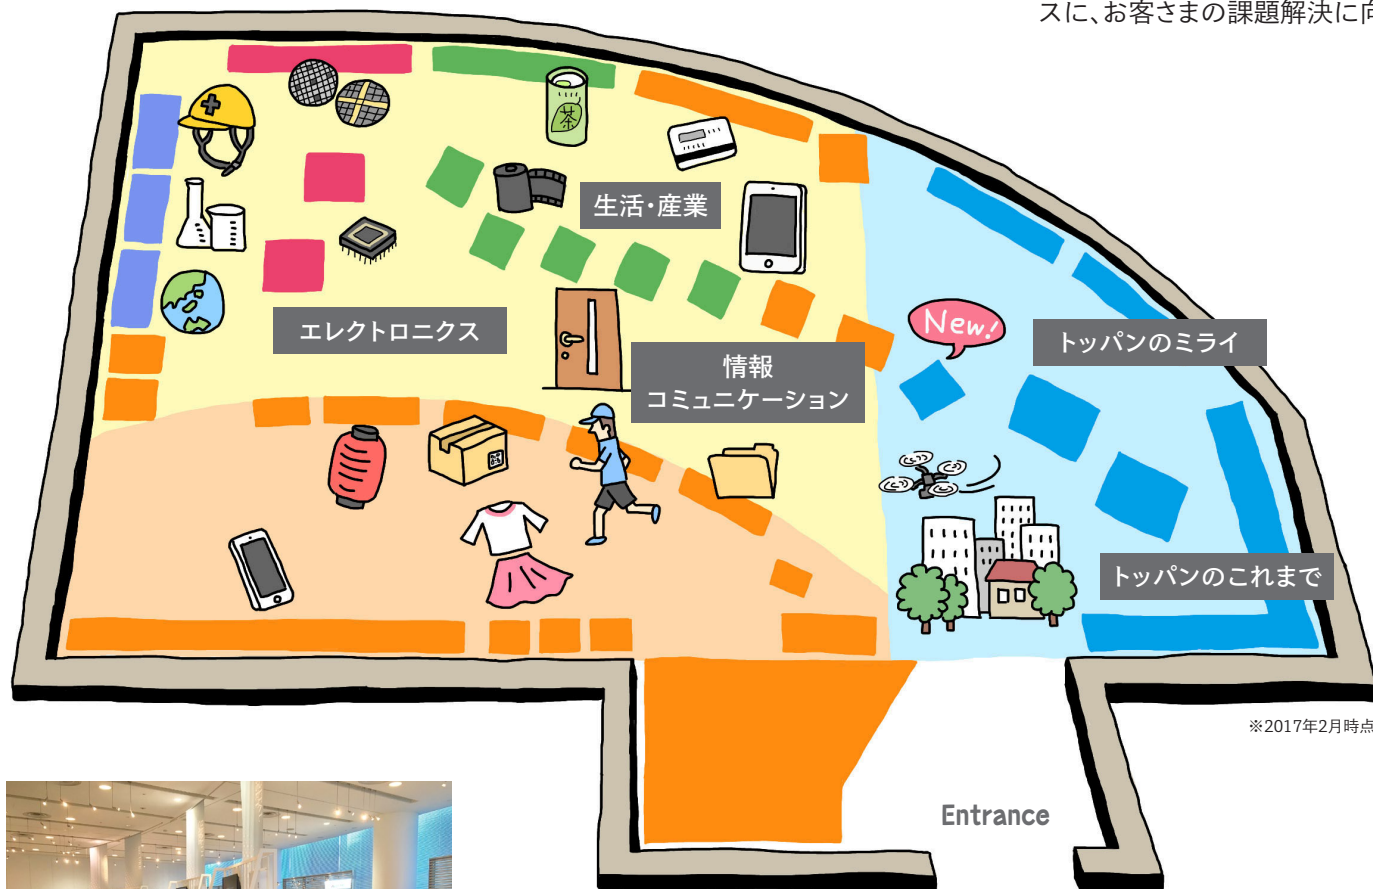 スに、お客さまの課題解決に向
茶
生活・産業
エレクトロニクス
New!
トッパンのミライ
情報
コミュニケーション
トッパンのこれまで
※2017年2月時点
Entrance